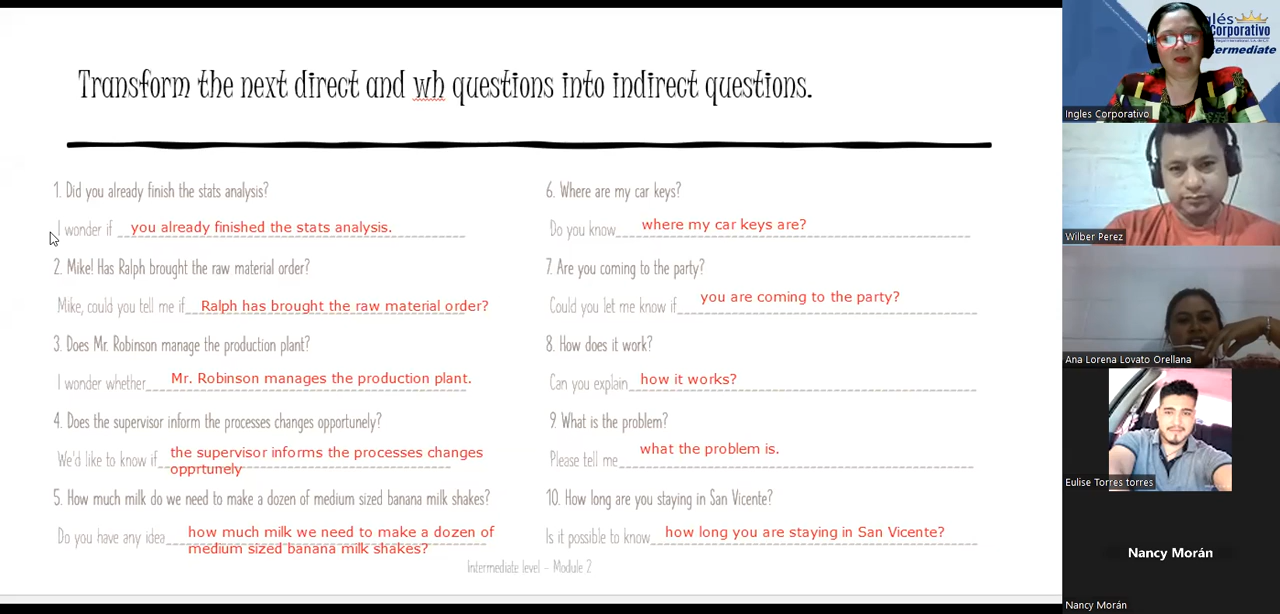 Transform the next direct and wh questions into indirect questions.
1. Did you already finish the stats analysis?
I wonder if you already finished the stats analysis.
2. Mike! Has Ralph brought the raw material order?
Mike, could you tell me if Ralph has brought the raw material order?
3. Does Mr. Robinson manage the production plant?
I wonder whether Mr. Robinson manages the production plant.
4. Does the supervisor inform the processes changes opportunely?
We'd like to know if the supervisor informs the processes changes
opprtunely
5. How much milk do we need to make a dozen of medium sized banana milk shakes?
Do you have any idea how much milk we need to make a dozen of
medium sized banana milk shakes?
6. Where are my car keys?
Do you know where my car keys are?
7. Are you coming to the party?
Could you let me know if you are coming to the party?
8. How does it work?
Can you explain how it works?
9. What is the problem?
Please tell me what the problem is.
10. How long are you staying in San Vicente?
Is it possible to know how long you are staying in San Vicente?
Intermediate level - Module 2
glés
Corporativo
termediate
Ingles Corporativo
Wilber Perez
Ana Lorena Lovato Orellana
Eulise Torres torres
Nancy Morán
Nancy Morán